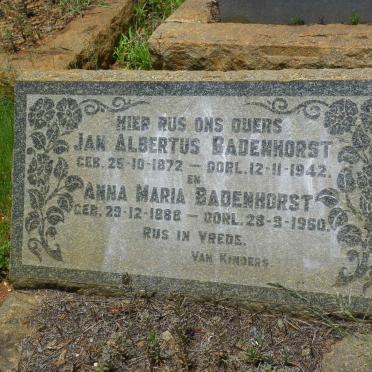 HIER RUS ONS OUERS
JAN ALBERTUS BADENHORST
GEB. 25-10-1872 – OORL. 12-11-1942.
EN
ANNA MARIA BADENHORST
GEB. 29-12-1888 – OORL. 28-9-1960.
RUS IN VREDE.
VAN KINDERS